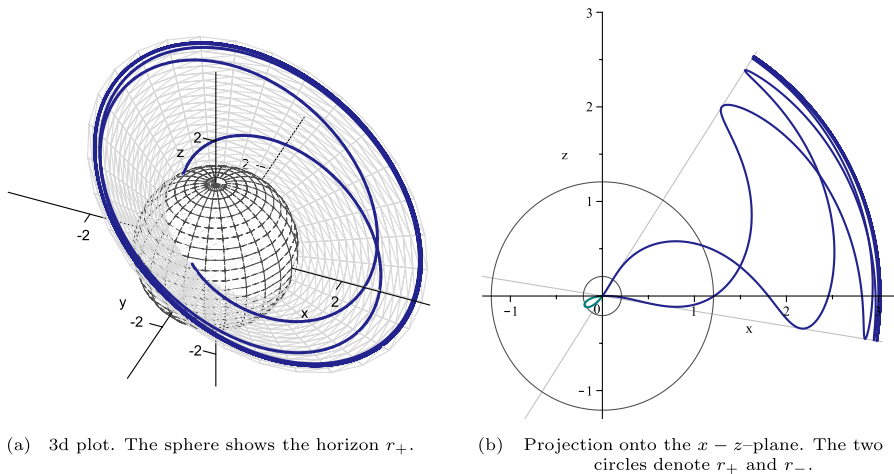 3
2
z
1
-1
0
1
2
3
x
-1
2
z
2
-2
2
x
y
-2
-2
(a) 3d plot. The sphere shows the horizon r₊.
(b) Projection onto the x − z–plane. The two
circles denote r₊ and r₋.